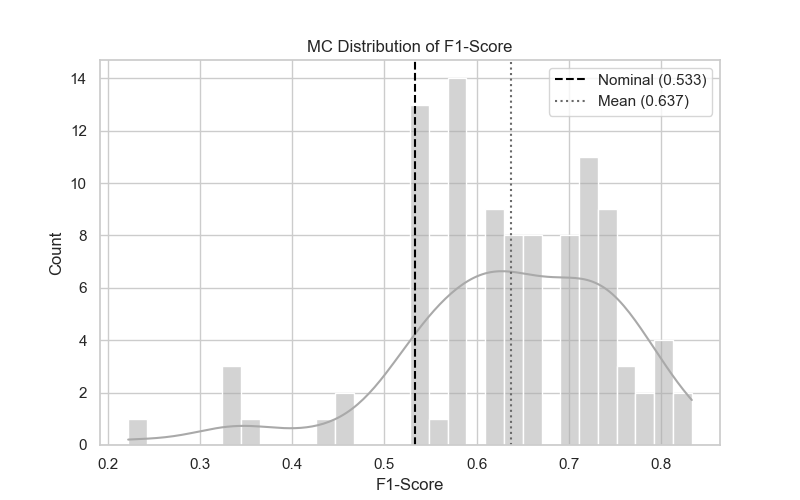 MC Distribution of F1-Score
Nominal (0.533)
Mean (0.637)
14
12
10
8
6
4
2
0
Count
0.2 0.3 0.4 0.5 0.6 0.7 0.8
F1-Score